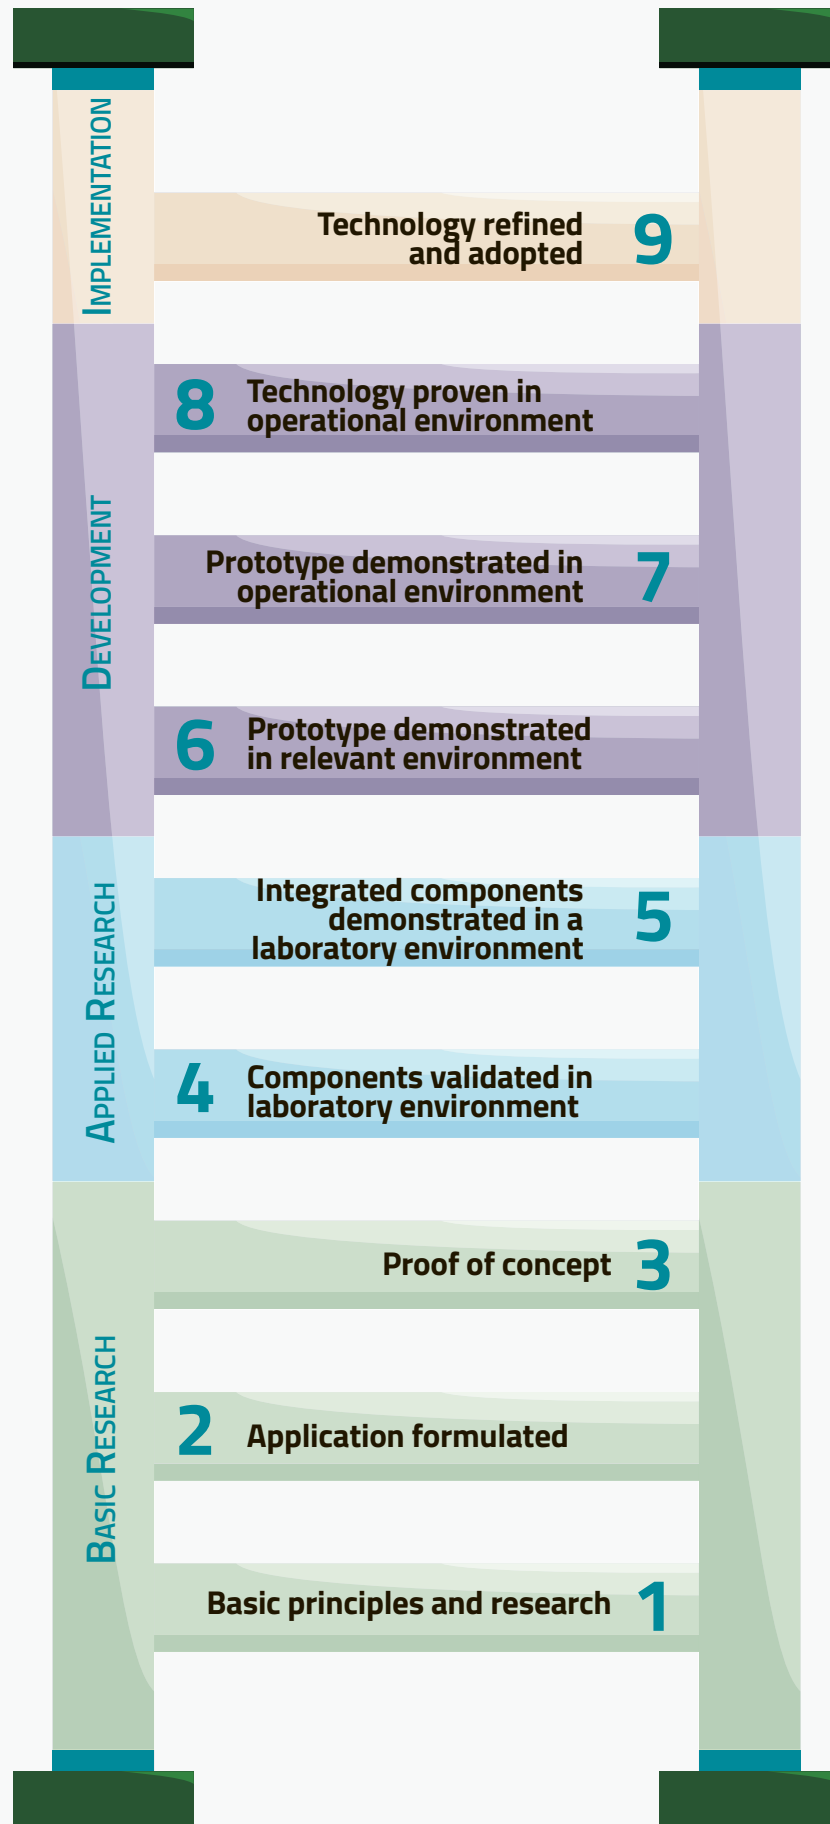 IMPLEMENTATION
Technology refined
and adopted
9
8
Technology proven in
operational environment
DEVELOPMENT
Prototype demonstrated in
operational environment
7
6
Prototype demonstrated
in relevant environment
APPLIED RESEARCH
Integrated components
demonstrated in a
laboratory environment
5
4
Components validated in
laboratory environment
BASIC RESEARCH
Proof of concept
3
2
Application formulated
Basic principles and research
1